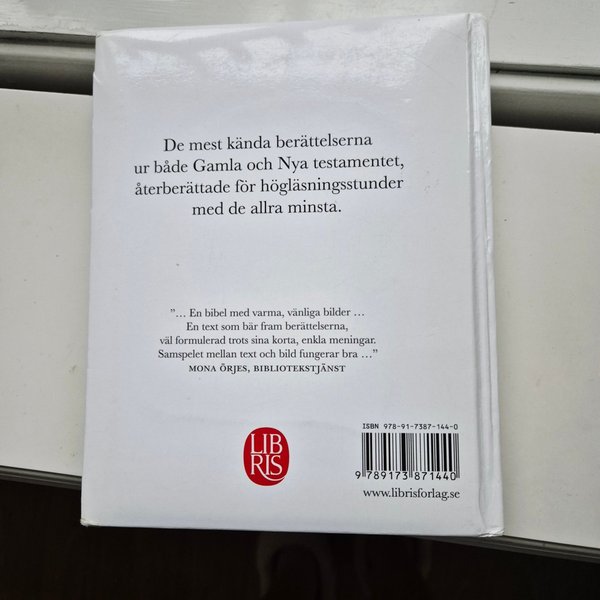 De mest kända berättelserna
ur både Gamla och Nya testamentet,
återberättade för högläsningsstunder
med de allra minsta.
”… En bibel med varma, vänliga bilder …
En text som bär fram berättelserna,
väl formulerad trots sina korta, enkla meningar.
Samspelet mellan text och bild fungerar bra …”
MONA ÖRJES, BIBLIOTEKSTJÄNST
LIB
RIS
ISBN 978-91-7387-144-0
9 789173 871440
www.librisforlag.se